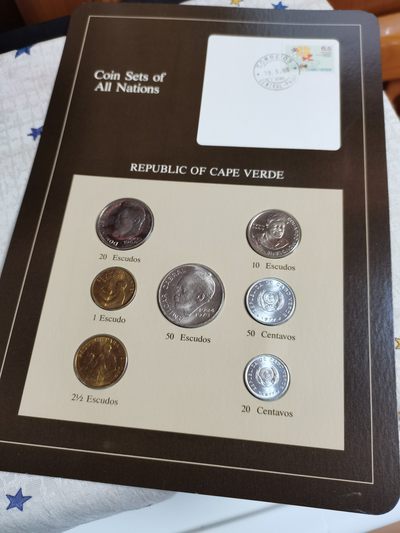 Coin Sets of
All Nations
REPUBLIC OF CAPE VERDE
20 Escudos
10 Escudos
1 Escudo
50 Escudos
50 Centavos
2½ Escudos
20 Centavos